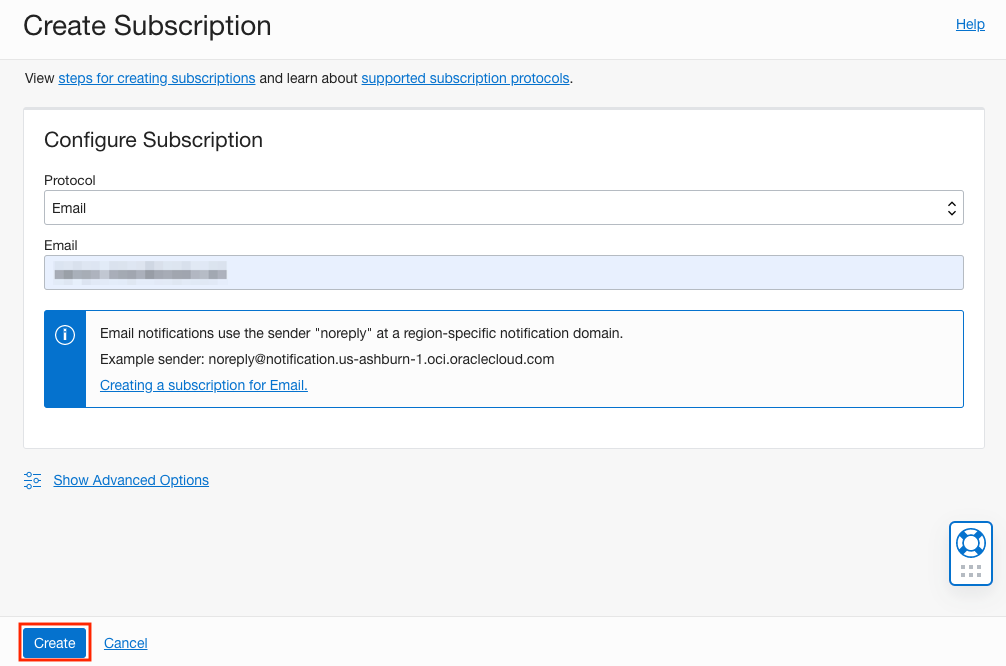 Create Subscription
Help
View steps for creating subscriptions and learn about supported subscription protocols.
Configure Subscription
Protocol
Email
Email
Email notifications use the sender "noreply" at a region-specific notification domain.
Example sender: noreply@notification.us-ashburn-1.oci.oraclecloud.com
Creating a subscription for Email.
Show Advanced Options
Create
Cancel